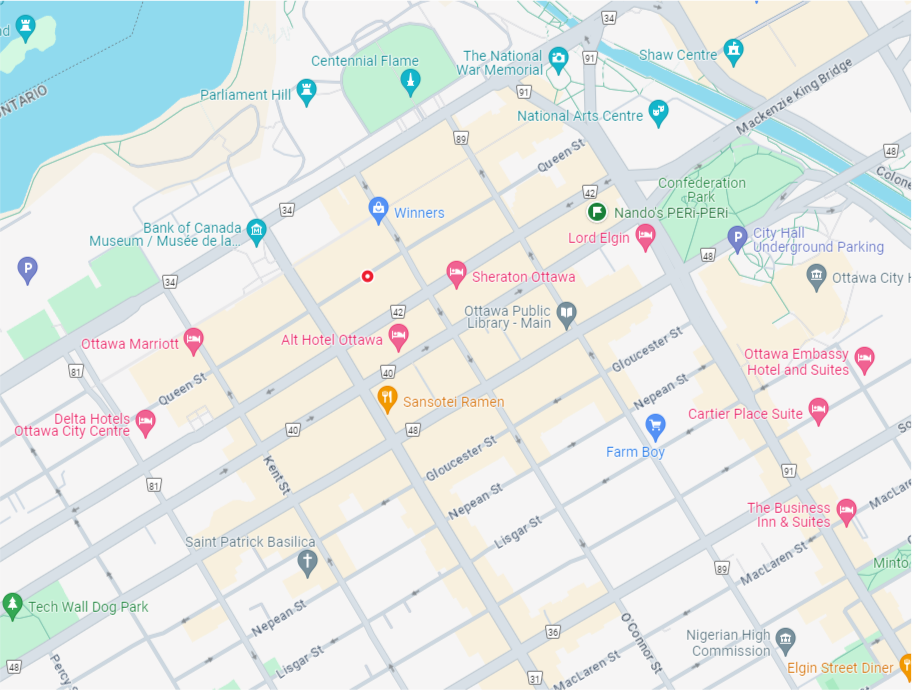 34
Centennial Flame
The National
War Memorial
91
Shaw Centre
Parliament Hill
91
National Arts Centre
Mackenzie King Bridge
ONTARIO
89
Queen St
48
Confederation
Park
42
34
Winners
Nando's PERi-PERi
Bank of Canada
Museum / Musée de la...
Lord Elgin
City Hall
Underground Parking
48
34
Sheraton Ottawa
Ottawa City H
42
Ottawa Public
Library - Main
Ottawa Marriott
Alt Hotel Ottawa
Gloucester St
Ottawa Embassy
Hotel and Suites
81
40
Queen St
Nepean St
Sansotei Ramen
Cartier Place Suite
Delta Hotels
Ottawa City Centre
40
48
Farm Boy
Gloucester St
Kent St
81
91
Nepean St
The Business
Inn & Suites
MacLaren
Lisgar St
Saint Patrick Basilica
MacLaren St
89
Minto
Tech Wall Dog Park
Nepean St
36
O'Connor St
Nigerian High
Commission
Lisgar St
48
Percy S
MacLaren St
31
Elgin Street Diner